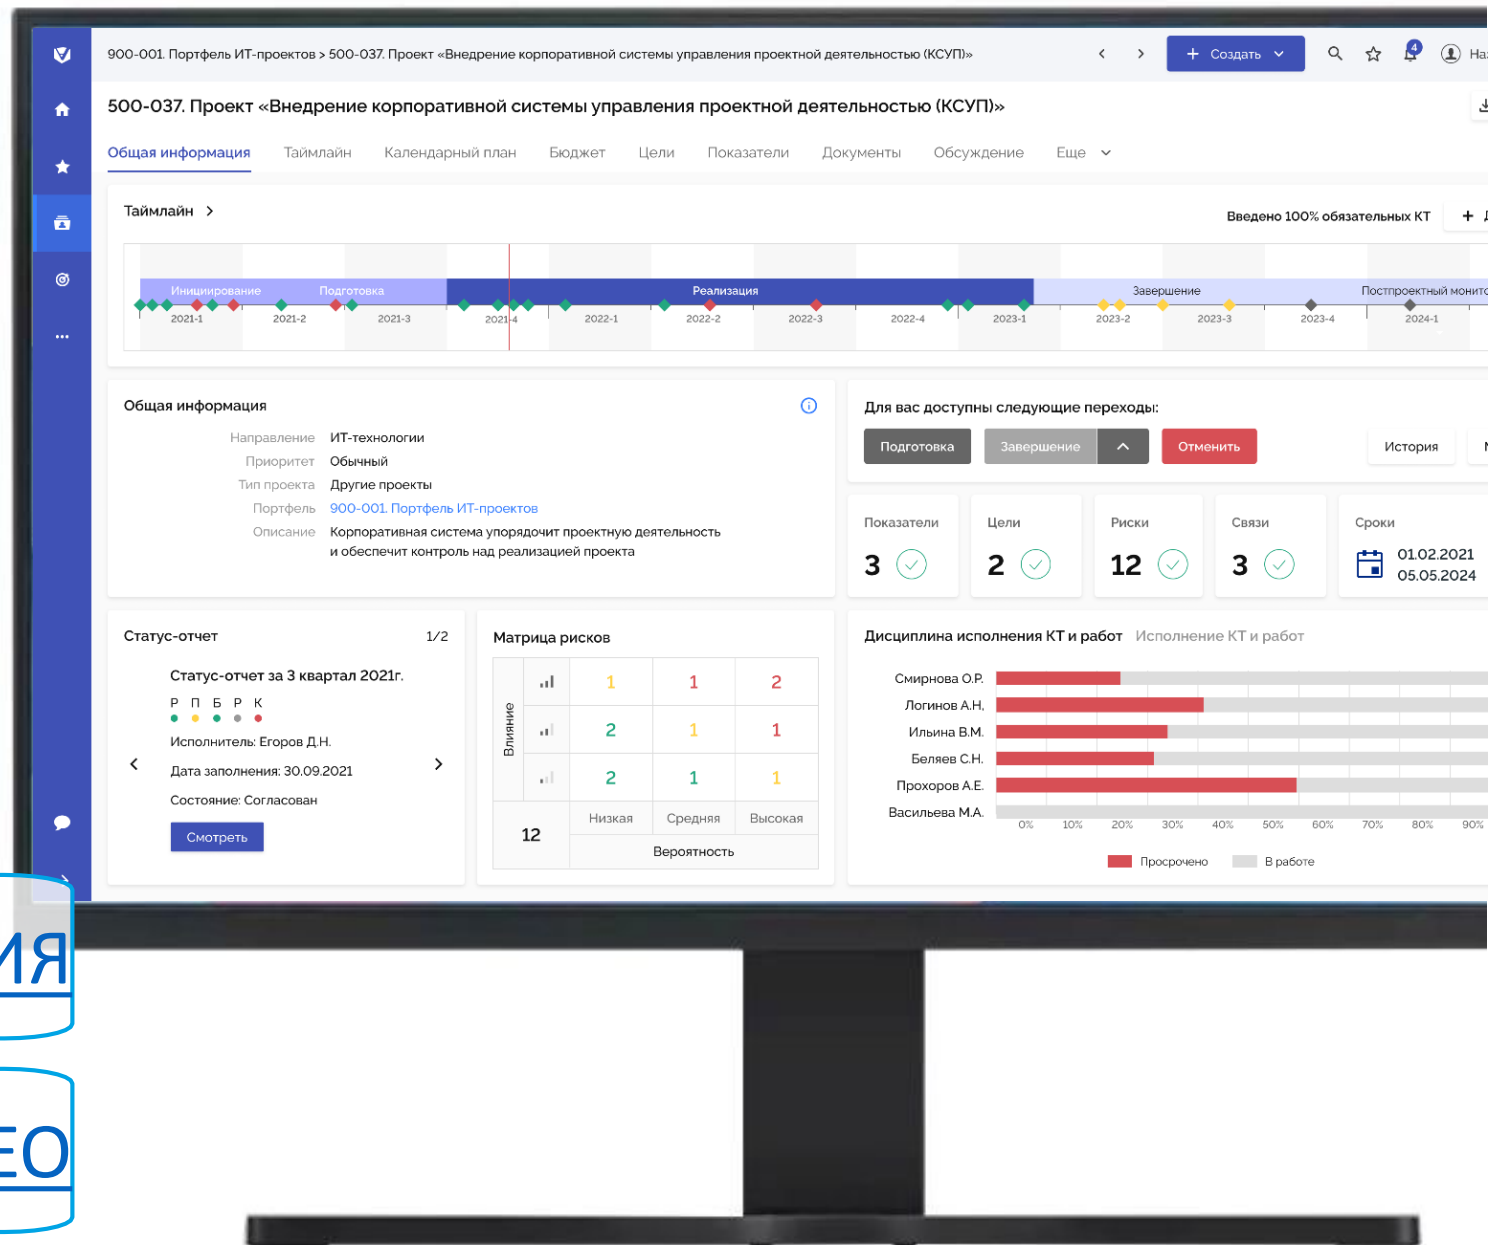 900-001. Портфель ИТ-проектов > 500-037. Проект «Внедрение корпоративной системы управления проектной деятельностью (КСУП)»
+ Создать
4
500-037. Проект «Внедрение корпоративной системы управления проектной деятельностью (КСУП)»
Общая информация Таймлайн Календарный план Бюджет Цели Показатели Документы Обсуждение Еще
Таймлайн >
Введено 100% обязательных КТ +
Инициирование Подготовка Реализация Завершение Постпроектный
2021-1 2021-2 2021-3 2021-4 2022-1 2022-2 2022-3 2022-4 2023-1 2023-2 2023-3 2023-4 2024-1
Общая информация
Направление ИТ-технологии
Приоритет Обычный
Тип проекта Другие проекты
Портфель 900-001. Портфель ИТ-проектов
Описание Корпоративная система упорядочит проектную деятельность
и обеспечит контроль над реализацией проекта
Для вас доступны следующие переходы:
Подготовка Завершение Отменить История
Показатели Цели Риски Связи Сроки
3 2 12 3 01.02.2021
05.05.2024
Статус-отчет 1/2
Статус-отчет за 3 квартал 2021г.
Р П Б Р К
Исполнитель: Егоров Д.Н.
Дата заполнения: 30.09.2021
Состояние: Согласован
Смотреть
Матрица рисков
Влияние
1 1 2
2 1 1
2 1 1
12 Низкая Средняя Высокая
Вероятность
Дисциплина исполнения КТ и работ Исполнение КТ и работ
Смирнова О.Р.
Логинов А.Н,
Ильина В.М.
Беляев С.Н.
Прохоров А.Е.
Васильева М.А.
0% 10% 20% 30% 40% 50% 60% 70% 80% 90%
Просрочено В работе
ИЯ
ЕО